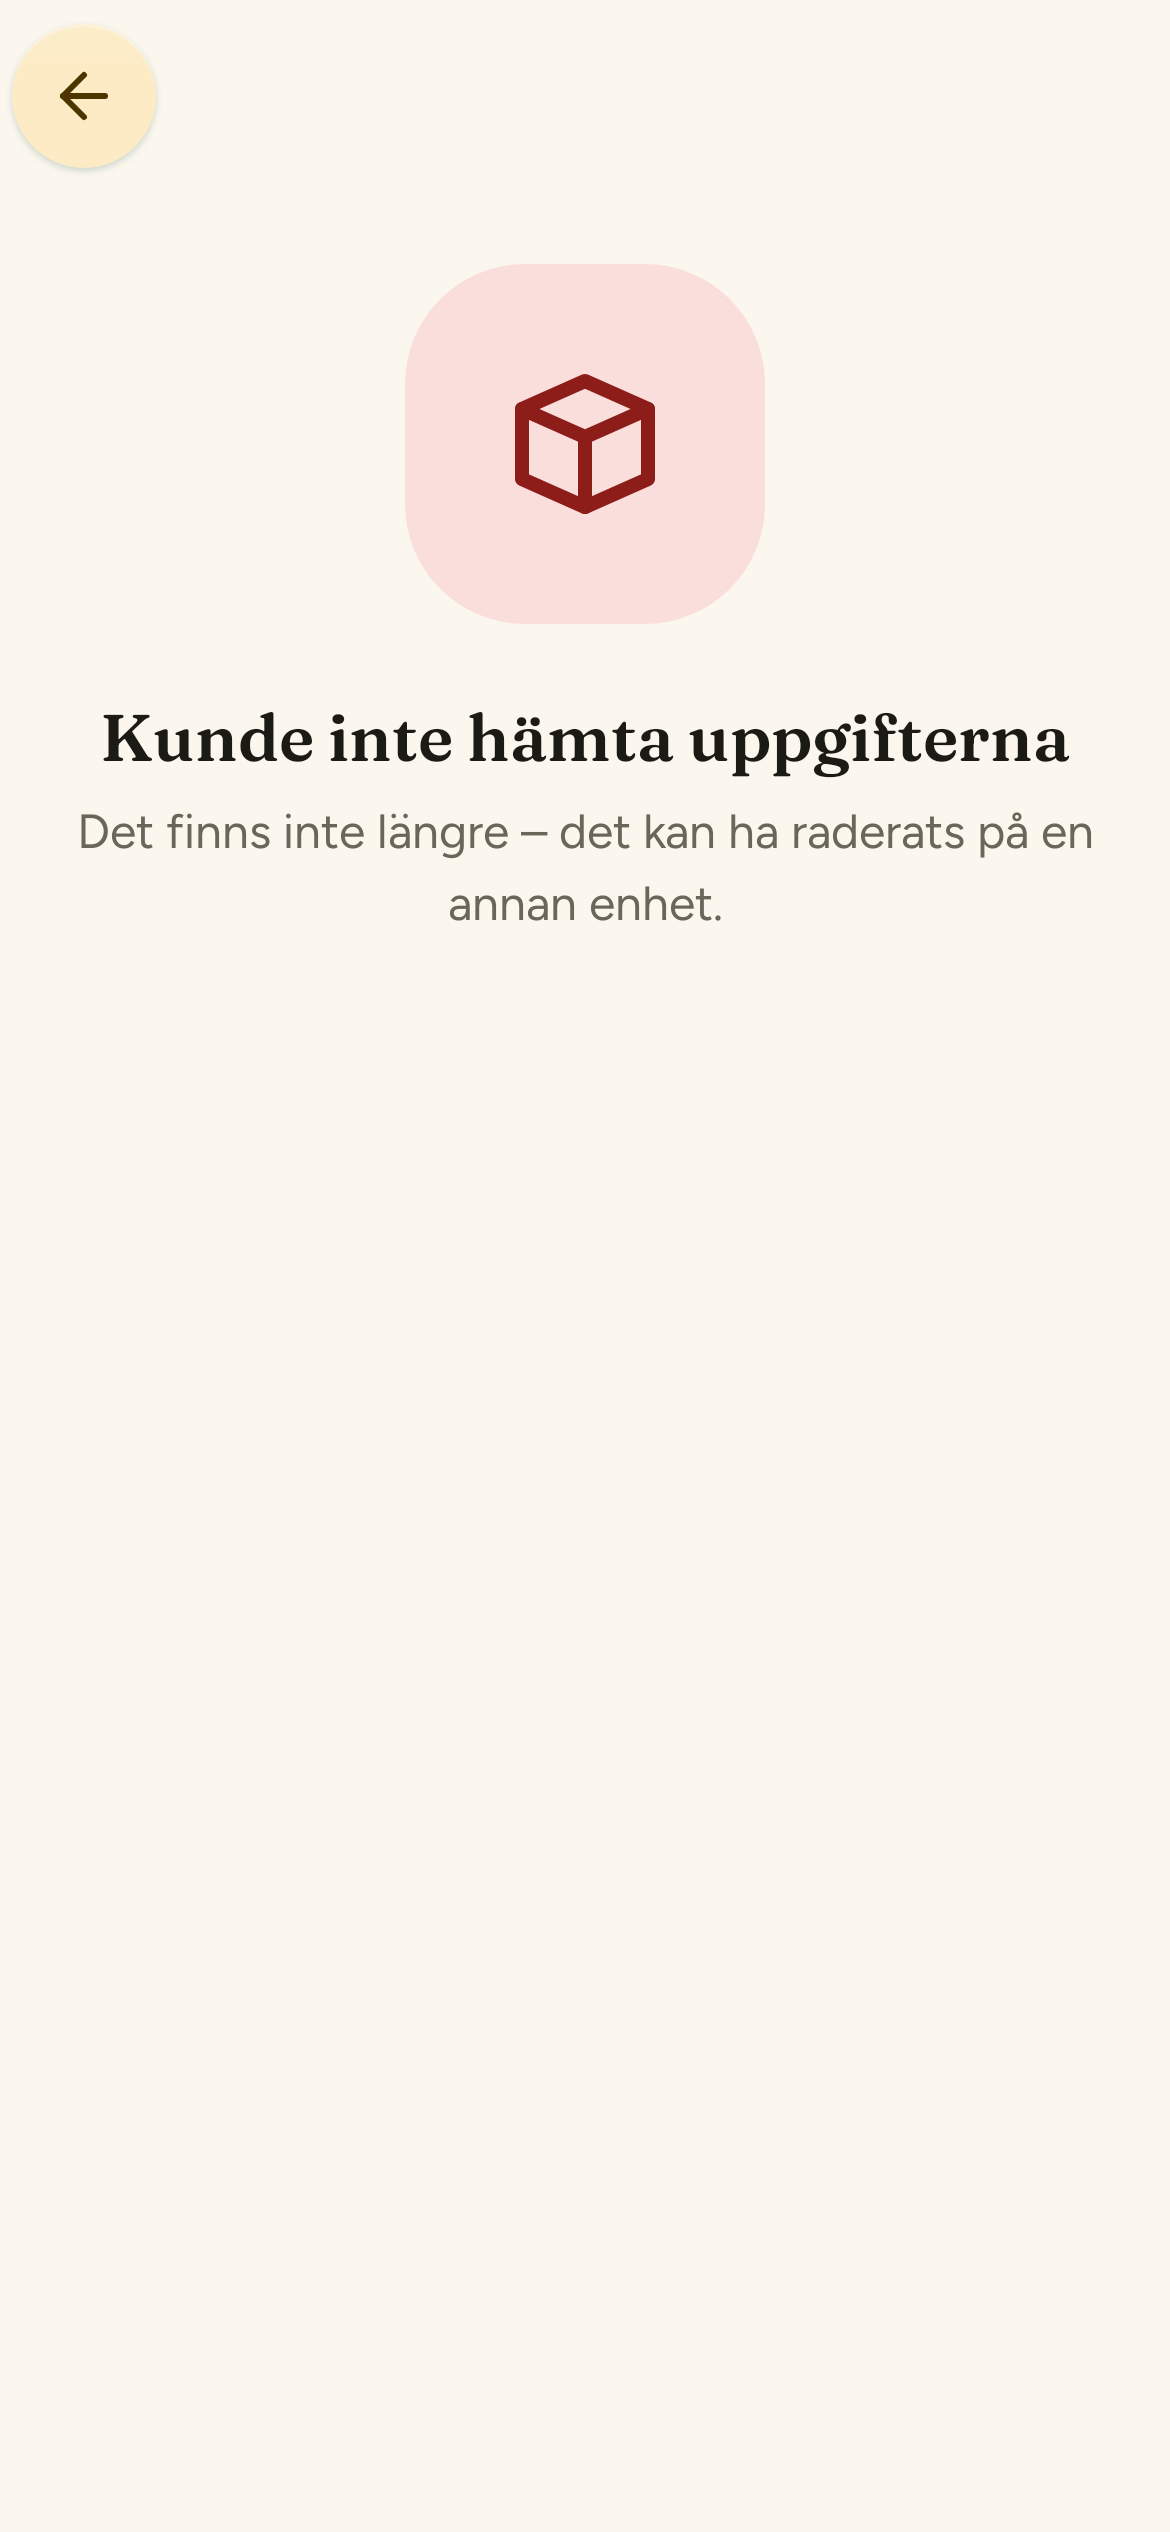 Kunde inte hämta uppgifterna
Det finns inte längre – det kan ha raderats på en
annan enhet.